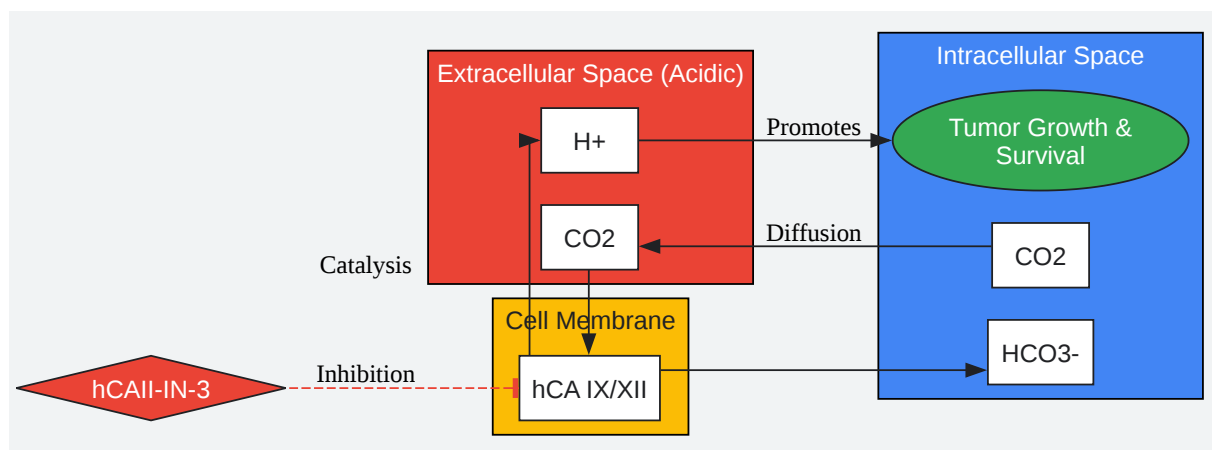 Extracellular Space (Acidic)
Intracellular Space
H+
Promotes
Tumor Growth &
Survival
CO2
Diffusion
CO2
Catalysis
Cell Membrane
HCO3-
hCAII-IN-3
Inhibition
hCA IX/XII